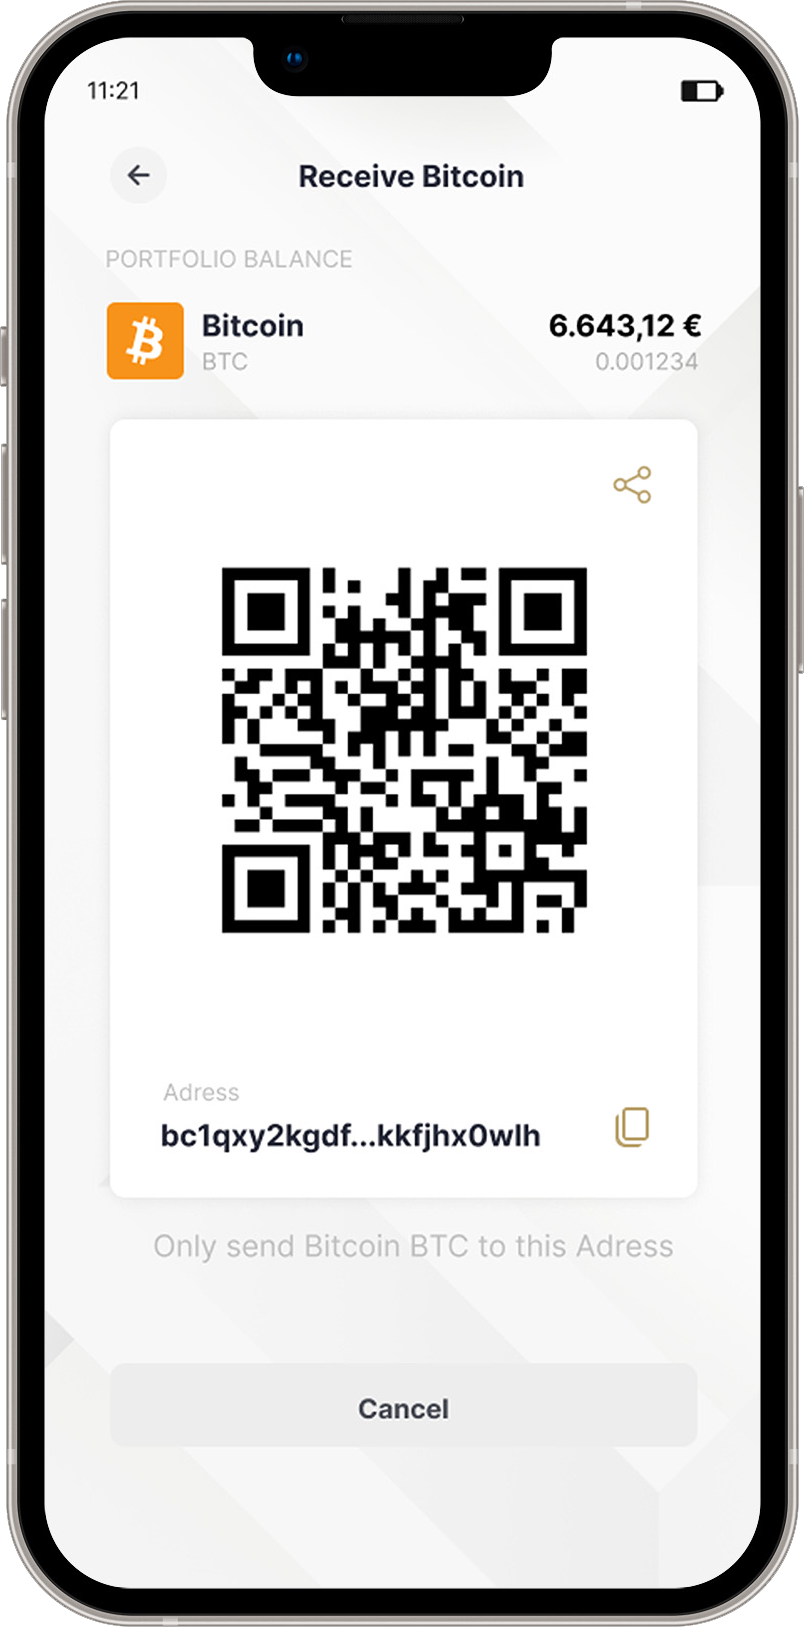 11:21
Receive Bitcoin
PORTFOLIO BALANCE
Bitcoin
6.643,12 €
BTC
0.001234
Adress
bc1qxy2kgdf...kkfjhx0wlh
Only send Bitcoin BTC to this Adress
Cancel